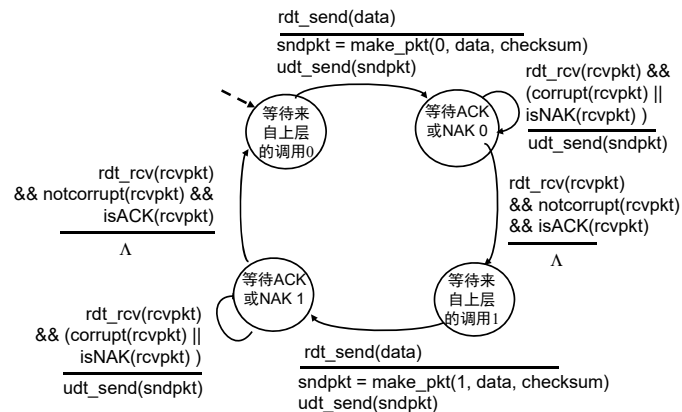 rdt_send(data)
sndpkt = make_pkt(0, data, checksum)
udt_send(sndpkt)
等待来
自上层
的调用0
等待ACK
或NAK 0
rdt_rcv(rcvpkt) &&
(corrupt(rcvpkt) ||
isNAK(rcvpkt) )
udt_send(sndpkt)
rdt_rcv(rcvpkt)
&& notcorrupt(rcvpkt) &&
isACK(rcvpkt)
Λ
rdt_rcv(rcvpkt)
&& notcorrupt(rcvpkt)
&& isACK(rcvpkt)
Λ
等待ACK
或NAK 1
等待来
自上层
的调用1
rdt_rcv(rcvpkt)
&& (corrupt(rcvpkt) ||
isNAK(rcvpkt) )
udt_send(sndpkt)
rdt_send(data)
sndpkt = make_pkt(1, data, checksum)
udt_send(sndpkt)